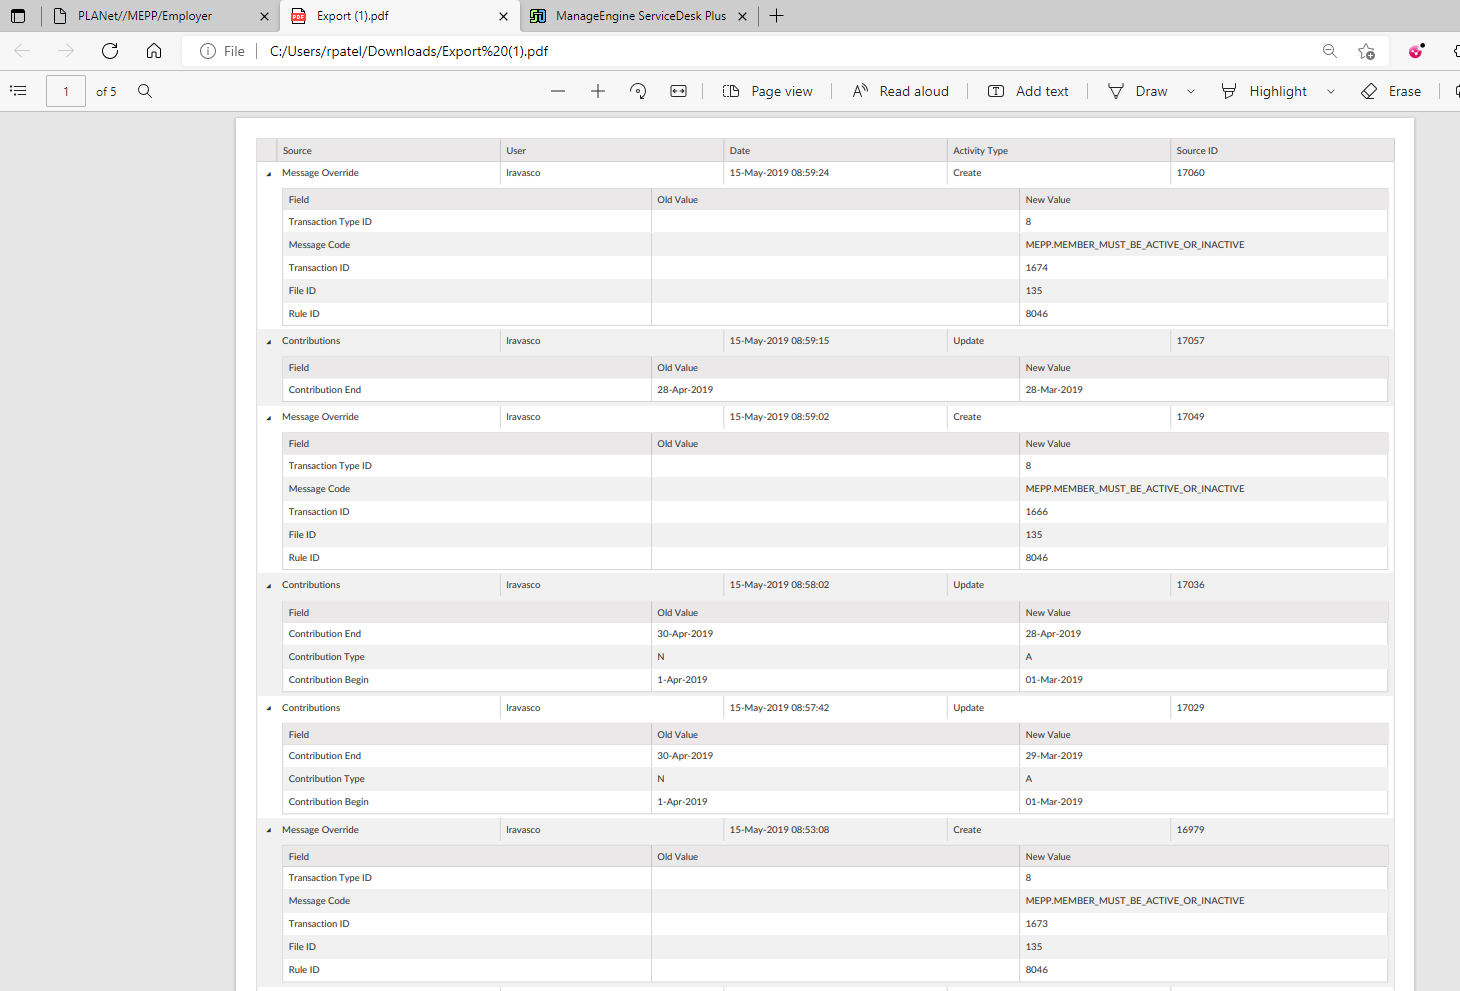 PLANet//MEPP/Employer Export (1).pdf ManageEngine ServiceDesk Plus
File C:/Users/rpatel/Downloads/Export%20(1).pdf
1 of 5 Page view Read aloud Add text Draw Highlight Erase
Source User Date Activity Type Source ID
Message Override lravasco 15-May-2019 08:59:24 Create 17060
Field Old Value New Value
Transaction Type ID 8
Message Code MEPP.MEMBER_MUST_BE_ACTIVE_OR_INACTIVE
Transaction ID 1674
File ID 135
Rule ID 8046
Contributions lravasco 15-May-2019 08:59:15 Update 17057
Field Old Value New Value
Contribution End 28-Apr-2019 28-Mar-2019
Message Override lravasco 15-May-2019 08:59:02 Create 17049
Field Old Value New Value
Transaction Type ID 8
Message Code MEPP.MEMBER_MUST_BE_ACTIVE_OR_INACTIVE
Transaction ID 1666
File ID 135
Rule ID 8046
Contributions lravasco 15-May-2019 08:58:02 Update 17036
Field Old Value New Value
Contribution End 30-Apr-2019 28-Apr-2019
Contribution Type N A
Contribution Begin 1-Apr-2019 01-Mar-2019
Contributions lravasco 15-May-2019 08:57:42 Update 17029
Field Old Value New Value
Contribution End 30-Apr-2019 29-Mar-2019
Contribution Type N A
Contribution Begin 1-Apr-2019 01-Mar-2019
Message Override lravasco 15-May-2019 08:53:08 Create 16979
Field Old Value New Value
Transaction Type ID 8
Message Code MEPP.MEMBER_MUST_BE_ACTIVE_OR_INACTIVE
Transaction ID 1673
File ID 135
Rule ID 8046